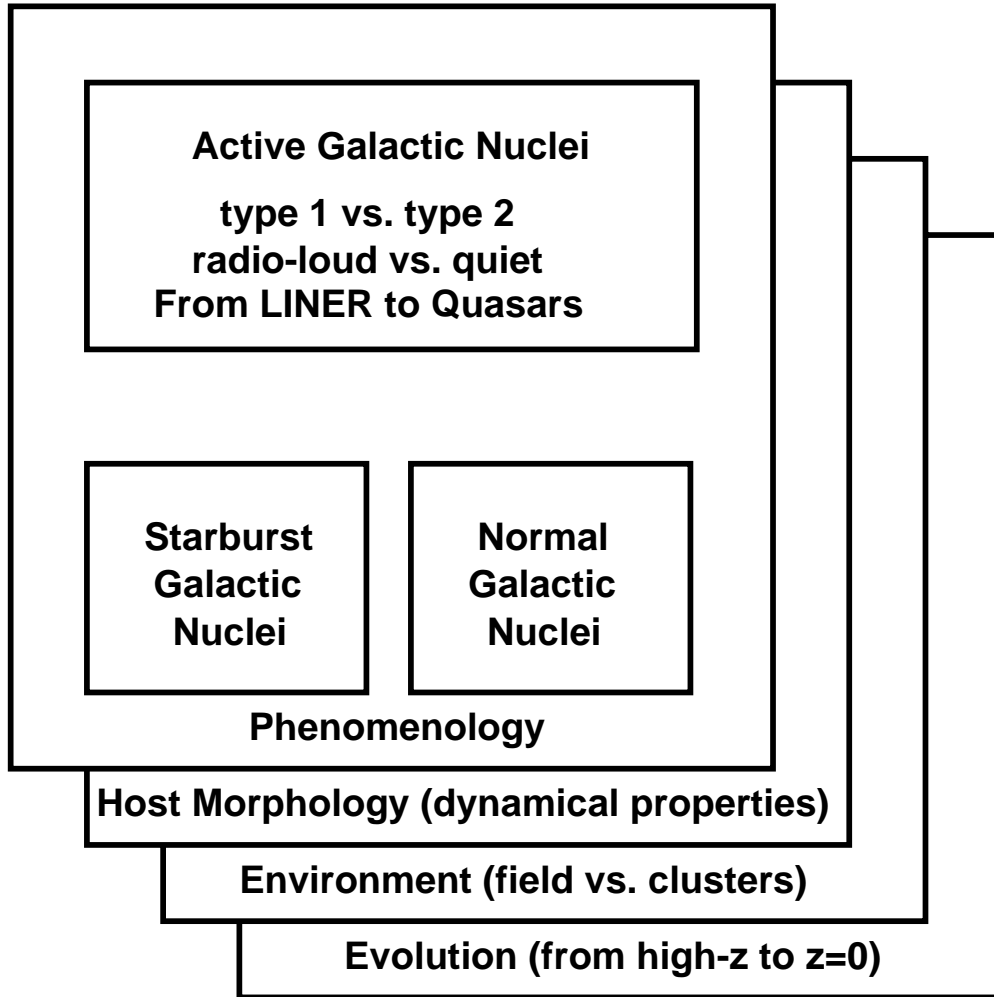 Active Galactic Nuclei
type 1 vs. type 2
radio-loud vs. quiet
From LINER to Quasars
Starburst
Galactic
Nuclei
Normal
Galactic
Nuclei
Phenomenology
Host Morphology (dynamical properties)
Environment (field vs. clusters)
Evolution (from high-z to z=0)